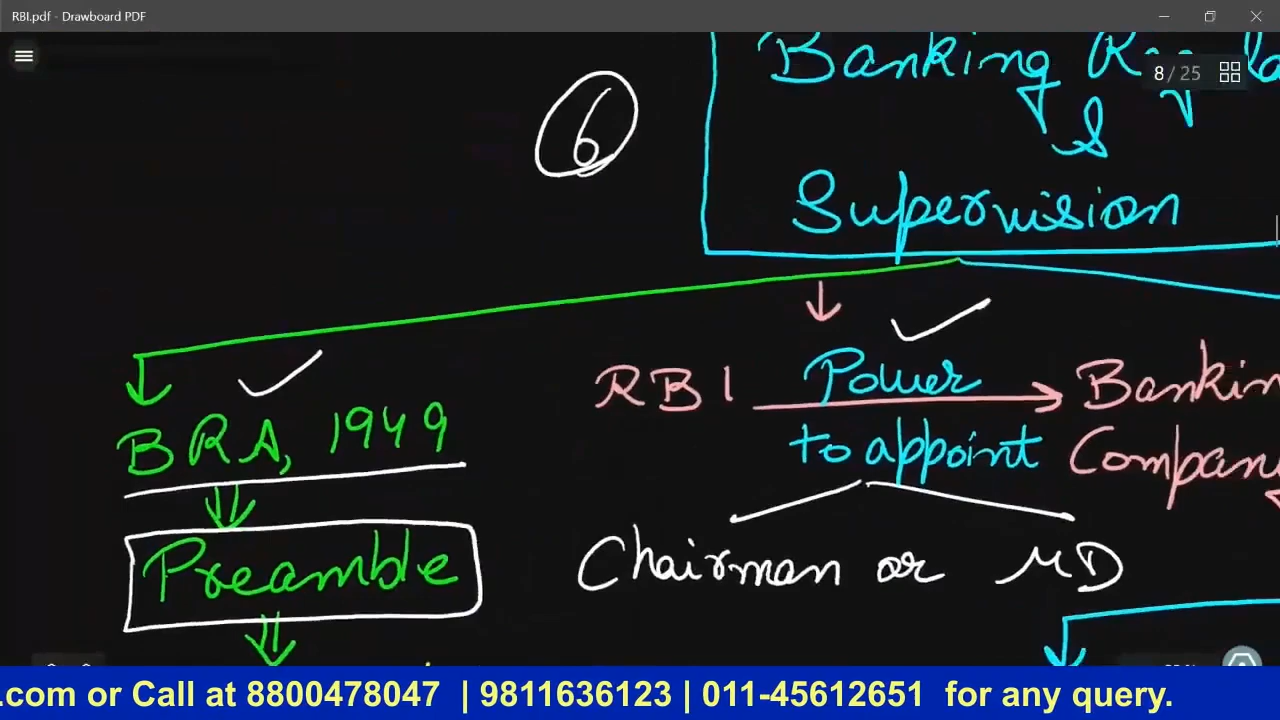 RBI.pdf - Drawboard PDF
8 / 25
6
Banking
&
Supervision
BRA, 1949
Preamble
RBI Power
to appoint
Company
Chairman or MD
.com or Call at 8800478047 | 9811636123 | 011-45612651 for any query.